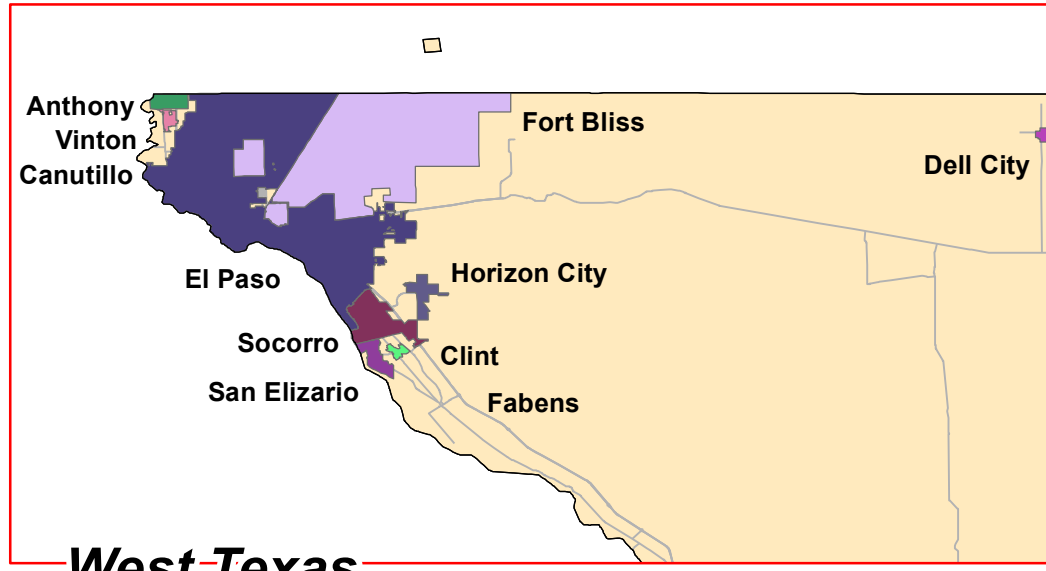 Anthony
Fort Bliss
Vinton
Dell City
Canutillo
El Paso
Horizon City
Socorro
Clint
San Elizario
Fabens
West Texas